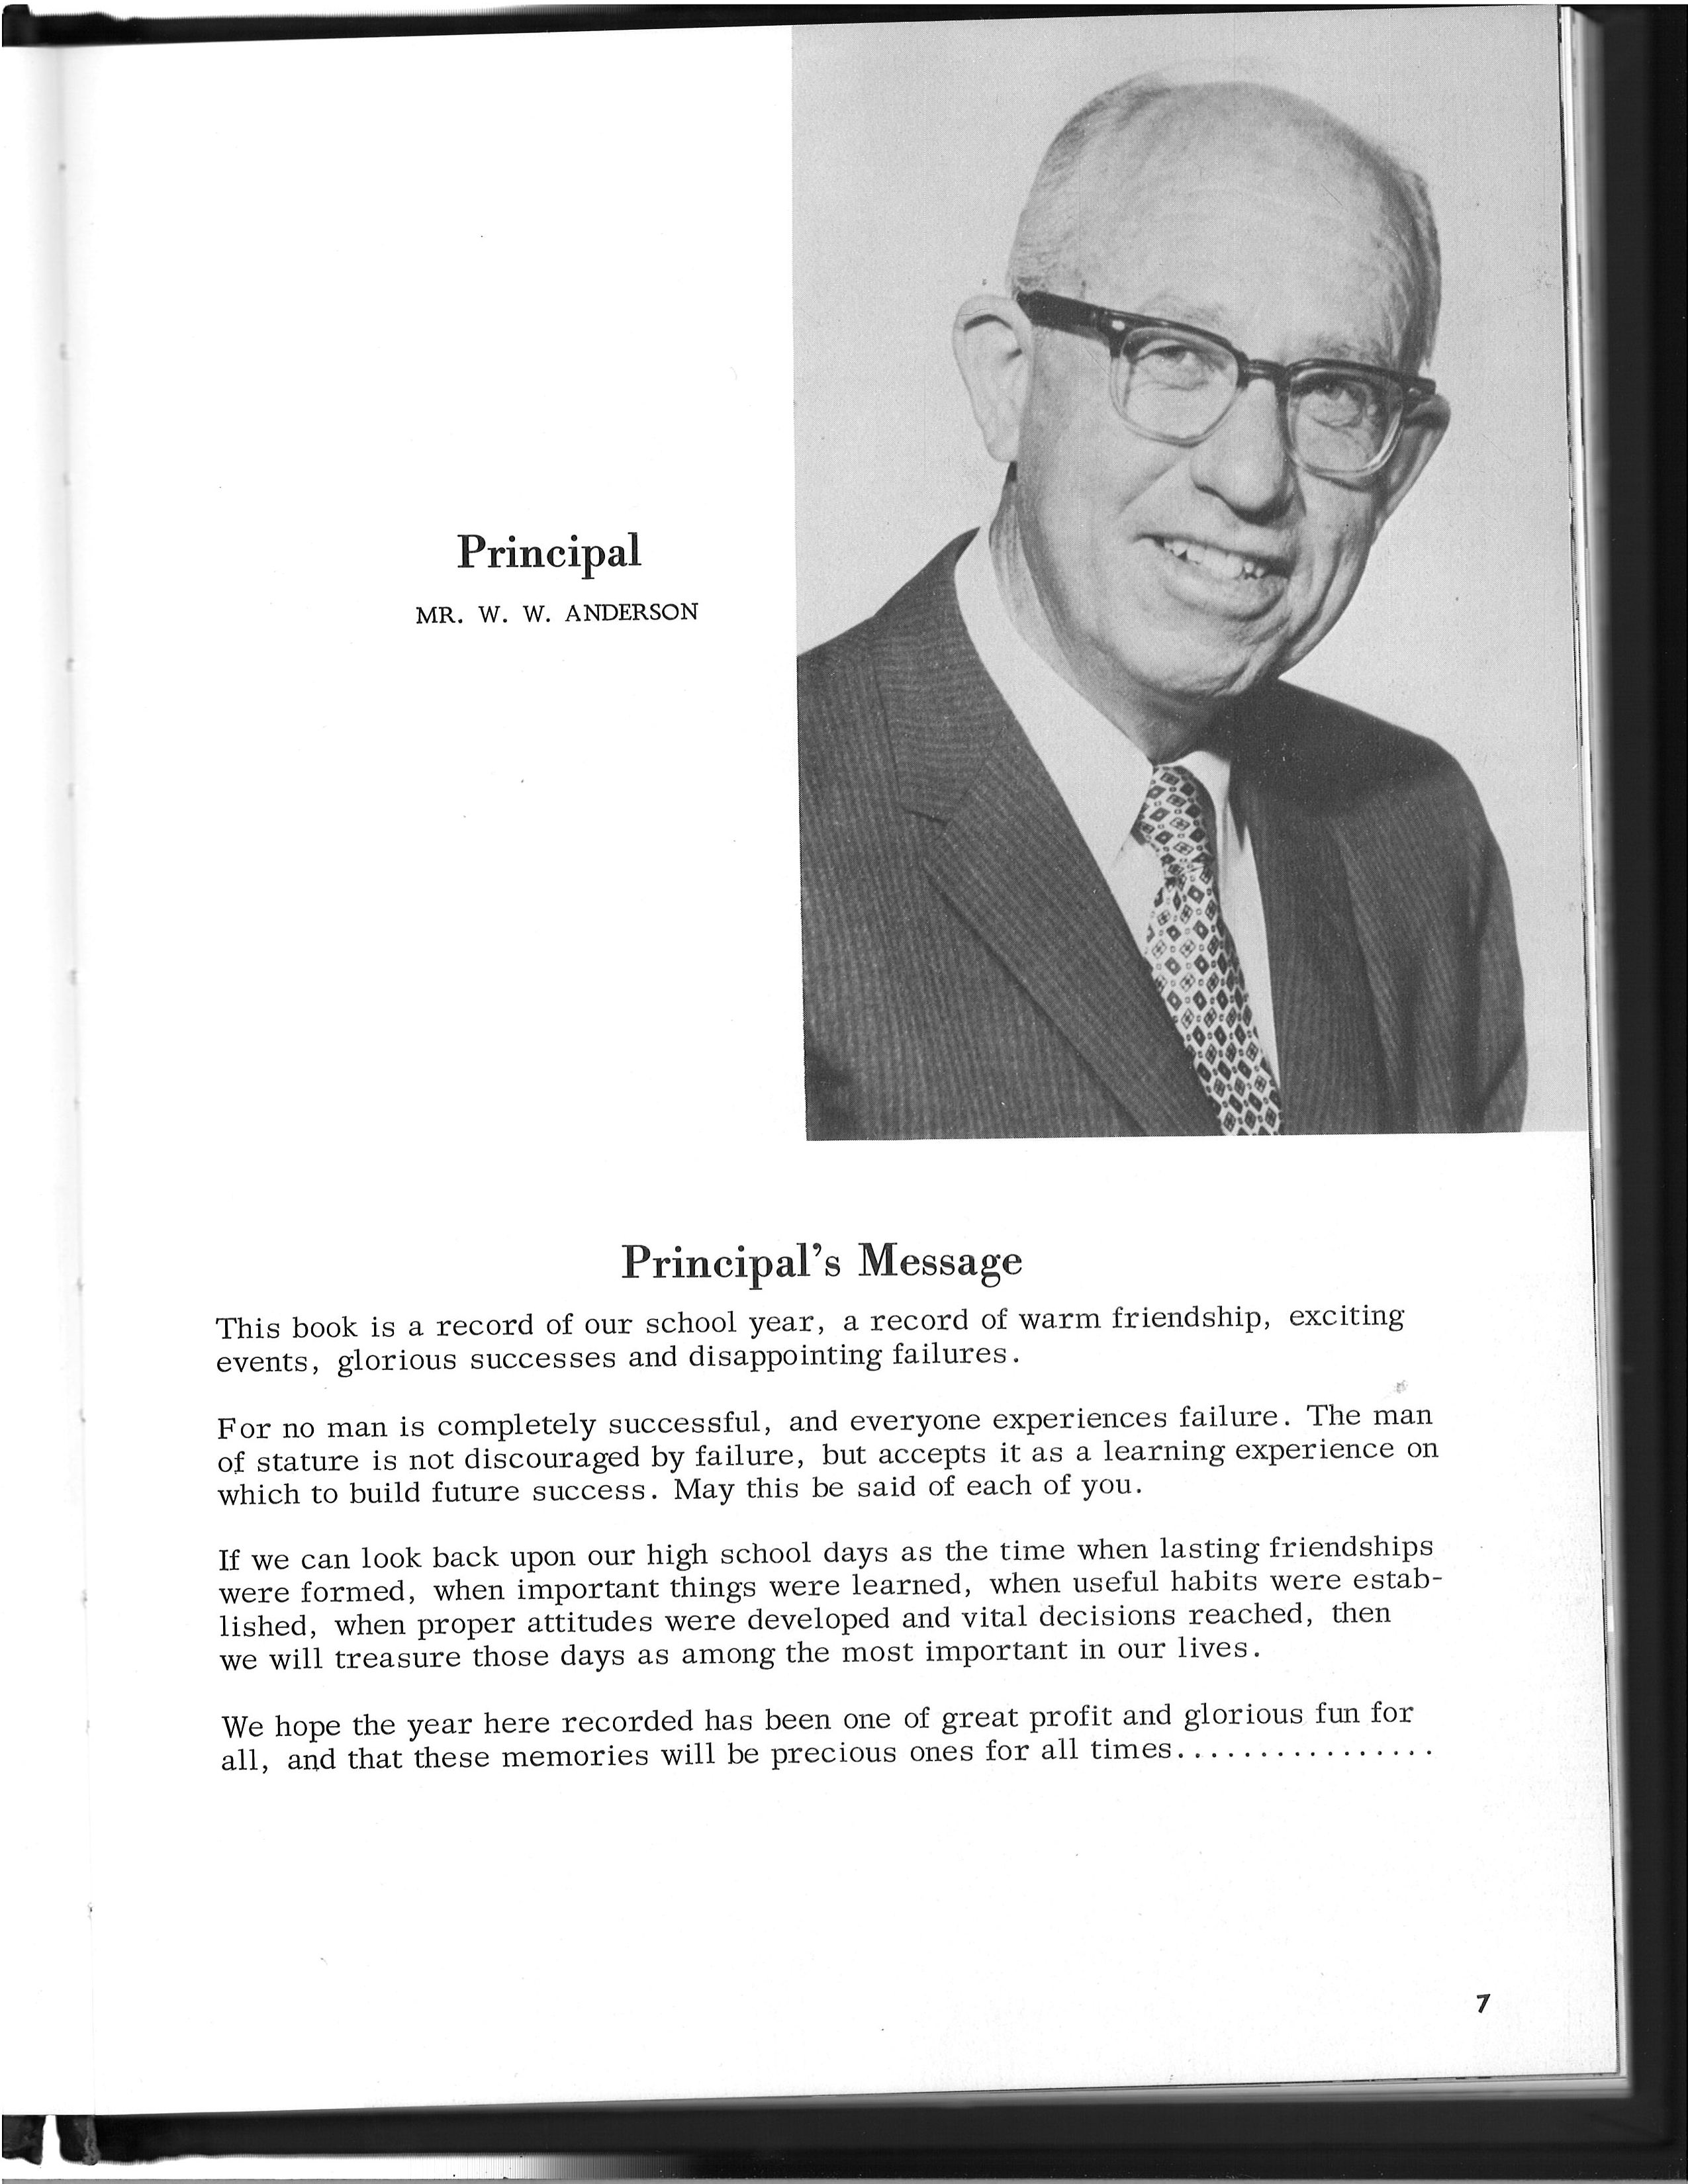 Principal
MR. W. W. ANDERSON
Principal's Message
This book is a record of our school year, a record of warm friendship, exciting
events, glorious successes and disappointing failures.
For no man is completely successful, and everyone experiences failure. The man
of stature is not discouraged by failure, but accepts it as a learning experience on
which to build future success. May this be said of each of you.
If we can look back upon our high school days as the time when lasting friendships
were formed, when important things were learned, when useful habits were estab-
lished, when proper attitudes were developed and vital decisions reached, then
we will treasure those days as among the most important in our lives.
We hope the year here recorded has been one of great profit and glorious fun for
all, and that these memories will be precious ones for all times................
7